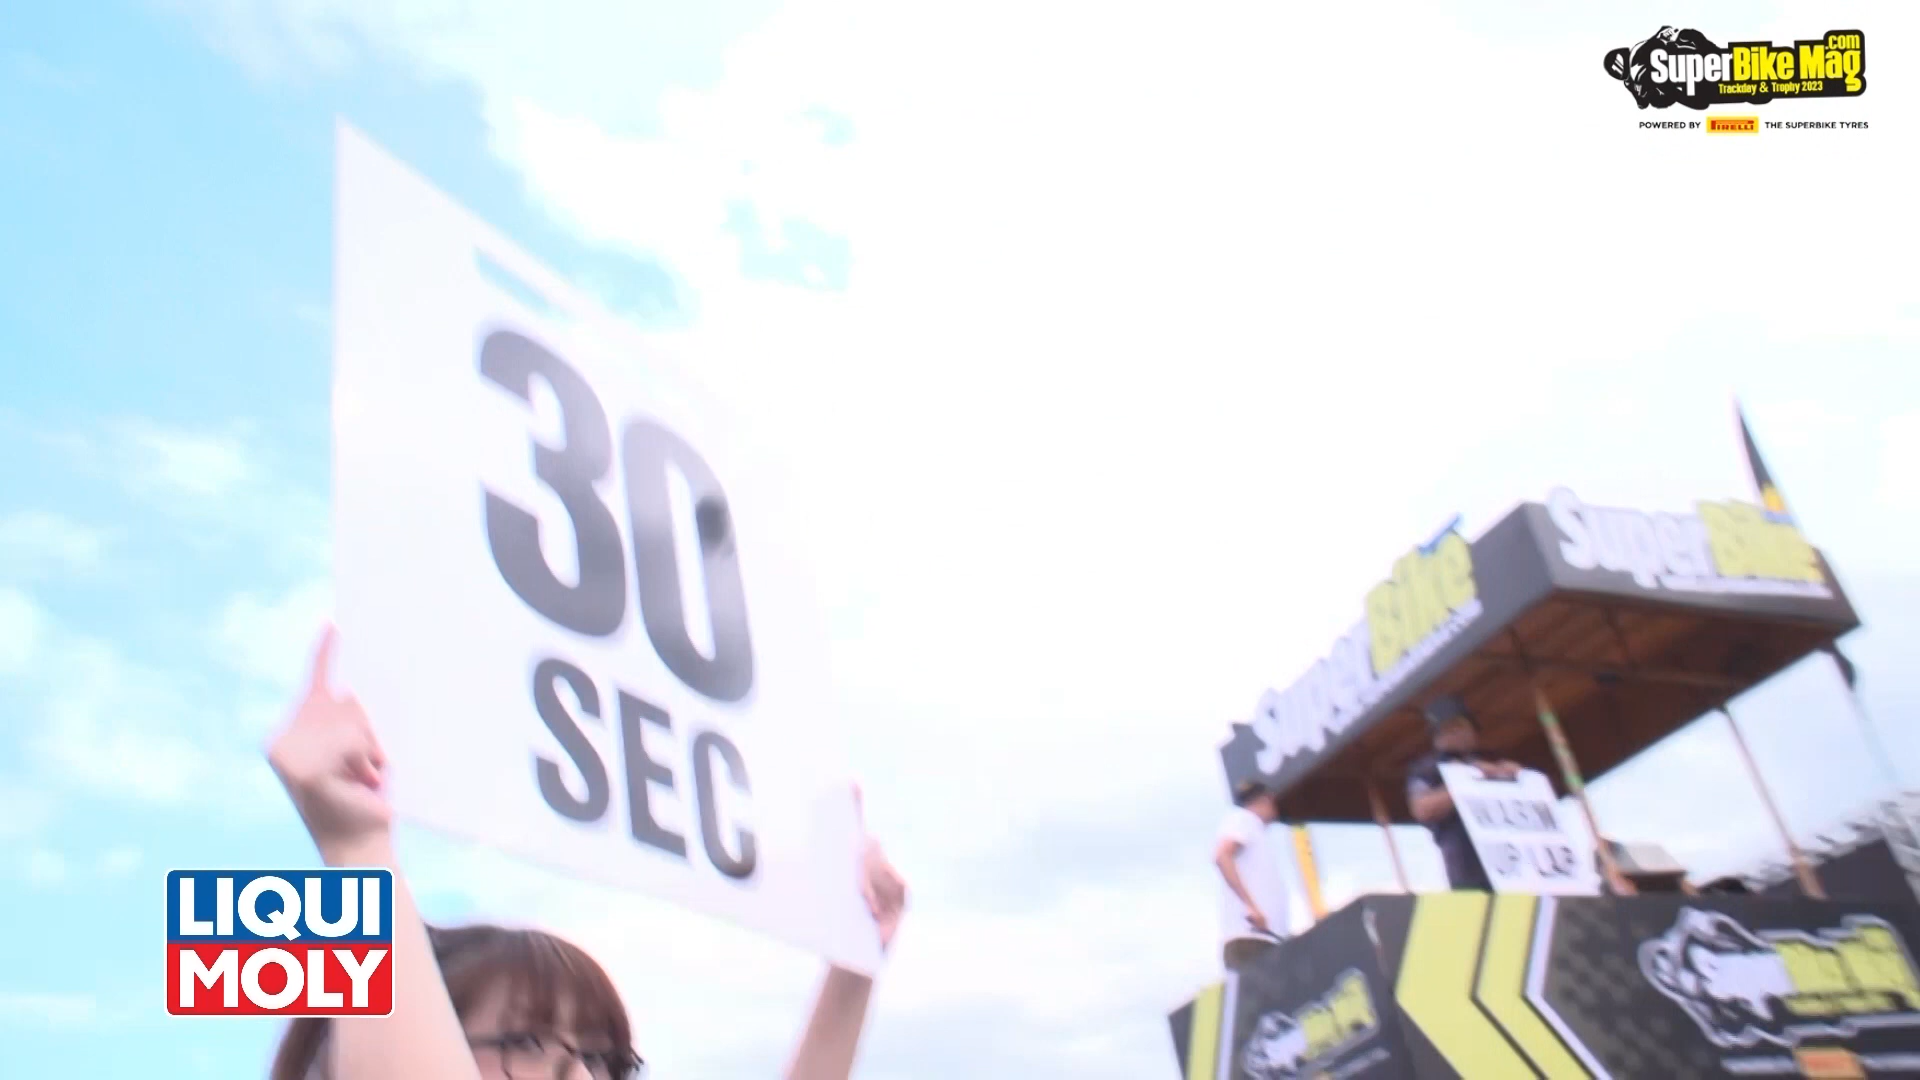 SuperBike Mag
.com
Trackday & Trophy 2023
POWERED BY PIRELLI THE SUPERBIKE TYRES
30
SEC
SuperBike
SuperBike
WARM
UP LAP
LIQUI
MOLY